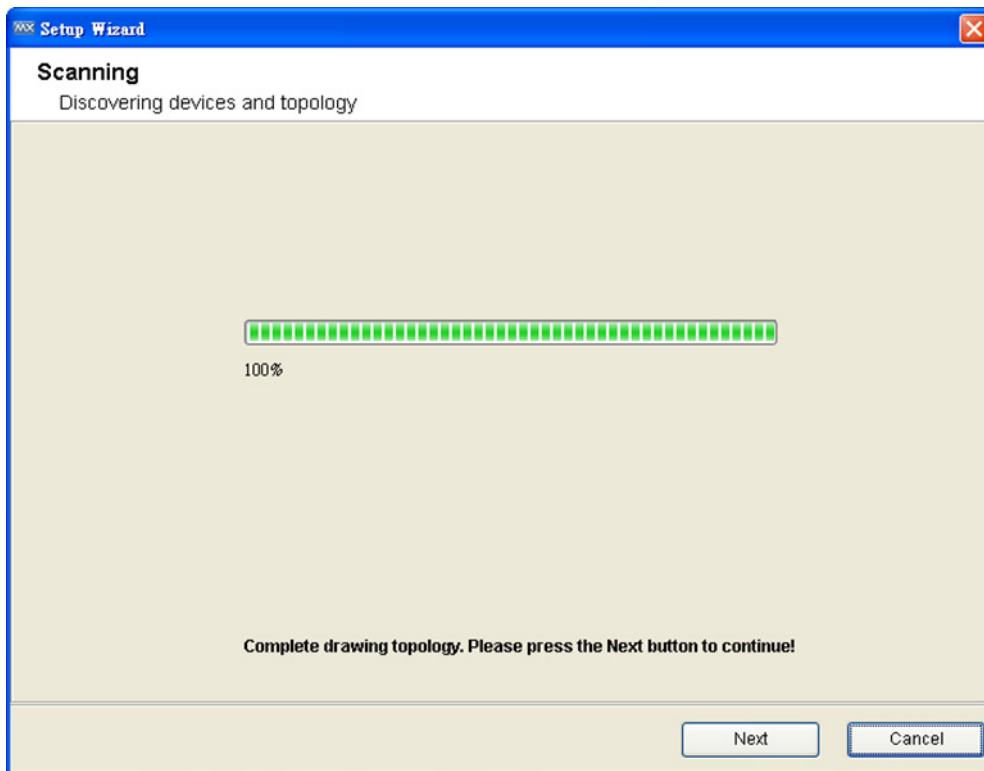 MX Setup Wizard
Scanning
Discovering devices and topology
100%
Complete drawing topology. Please press the Next button to continue!
Next Cancel